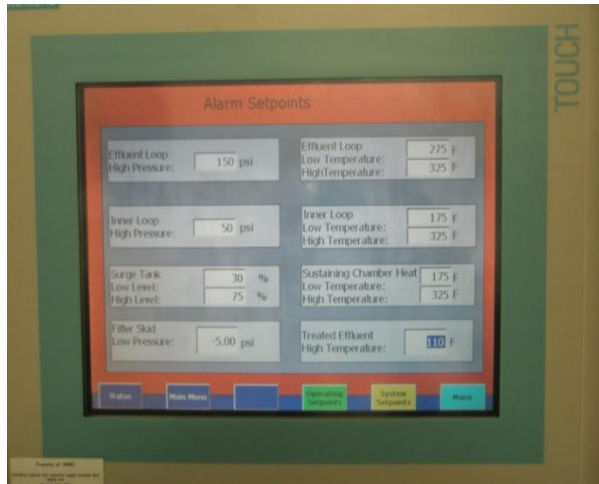 TOUCH
Alarm Setpoints
Effluent Loop
High Pressure: 150 psi
Effluent Loop
Low Temperature: 275 F
HighTemperature: 325 F
Inner Loop
High Pressure: 50 psi
Inner Loop
Low Temperature: 175 F
High Temperature: 325 F
Surge Tank
Low Level: 30 %
High Level: 75 %
Sustaining Chamber Heat
Low Temperature: 175 F
High Temperature: 325 F
Filter Skid
Low Pressure: -5.00 psi
Treated Effluent
High Temperature: 110 F
Status
Main Menu
Operating
Setpoints
System
Setpoints
Maint
Property of